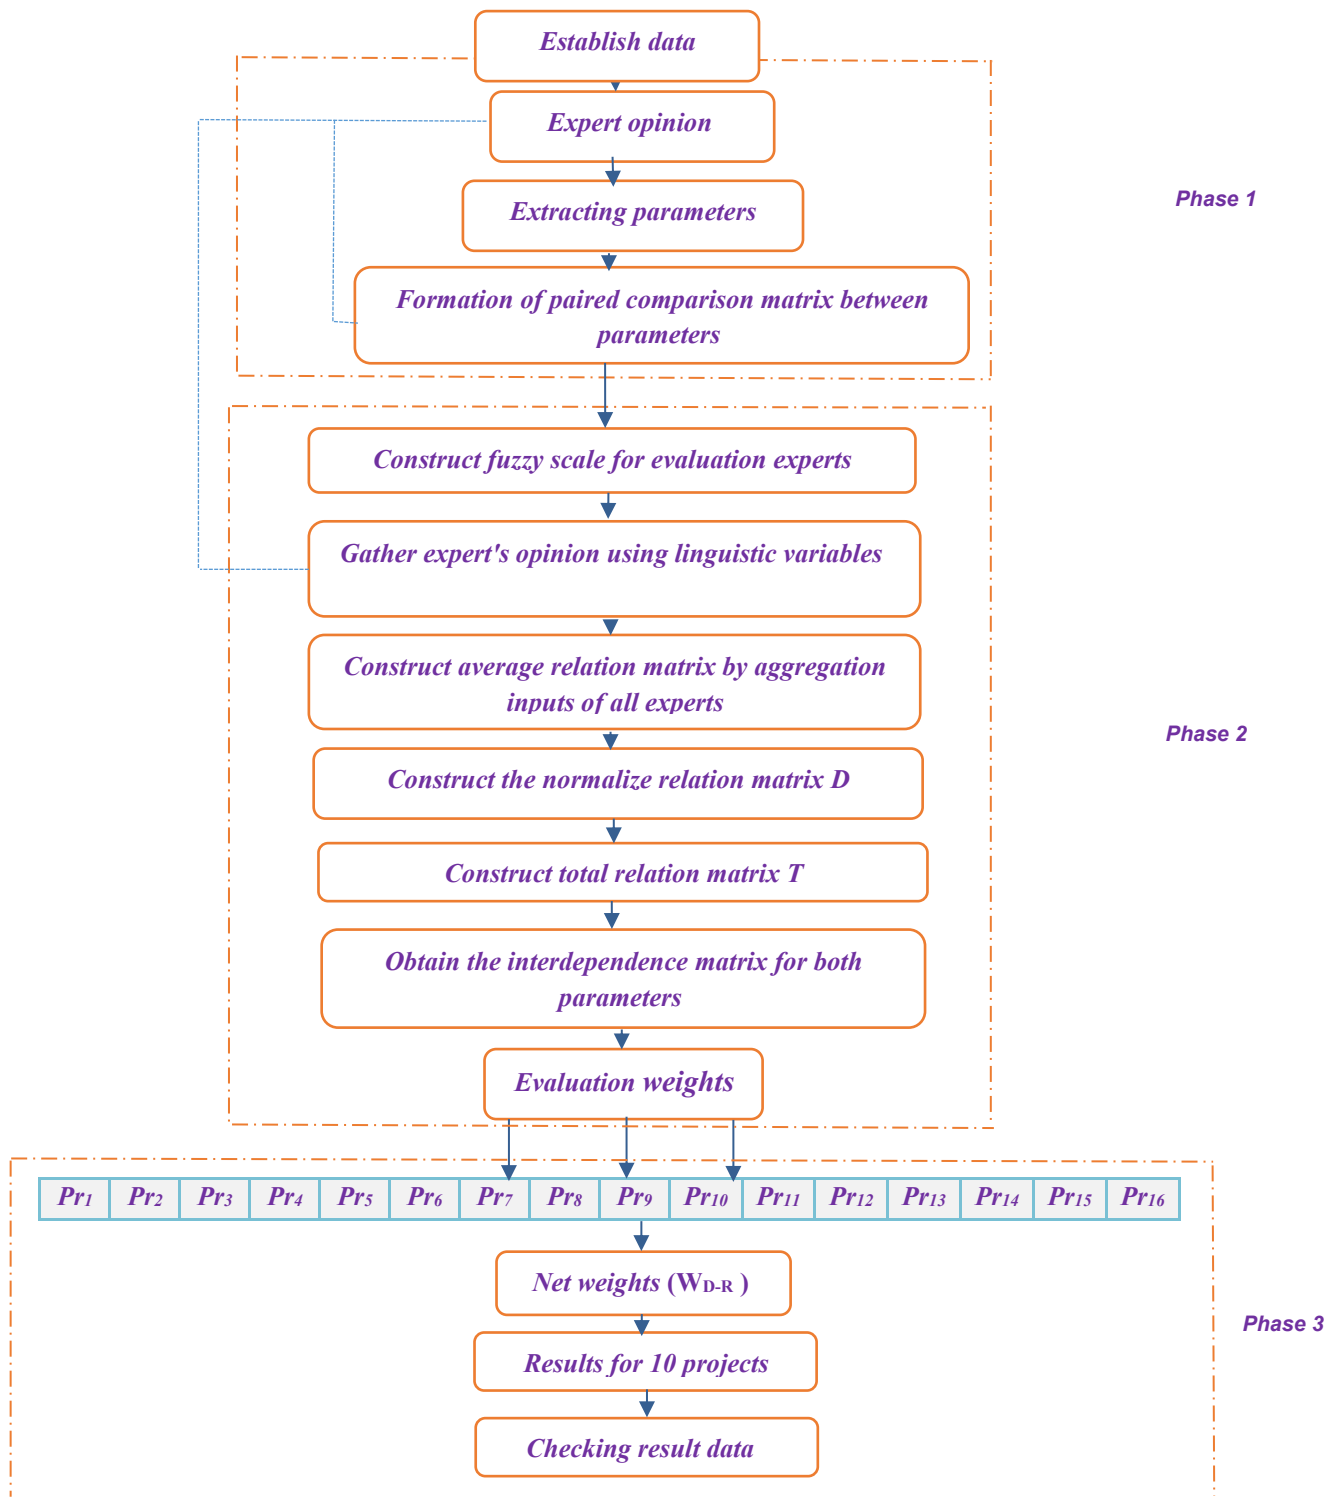 Establish data
Expert opinion
Extracting parameters
Phase 1
Formation of paired comparison matrix between
parameters
Construct fuzzy scale for evaluation experts
Gather expert's opinion using linguistic variables
Construct average relation matrix by aggregation
inputs of all experts
Phase 2
Construct the normalize relation matrix D
Construct total relation matrix T
Obtain the interdependence matrix for both
parameters
Evaluation weights
Pr1 Pr2 Pr3 Pr4 Pr5 Pr6 Pr7 Pr8 Pr9 Pr10 Pr11 Pr12 Pr13 Pr14 Pr15 Pr16
Net weights (WD-R )
Phase 3
Results for 10 projects
Checking result data